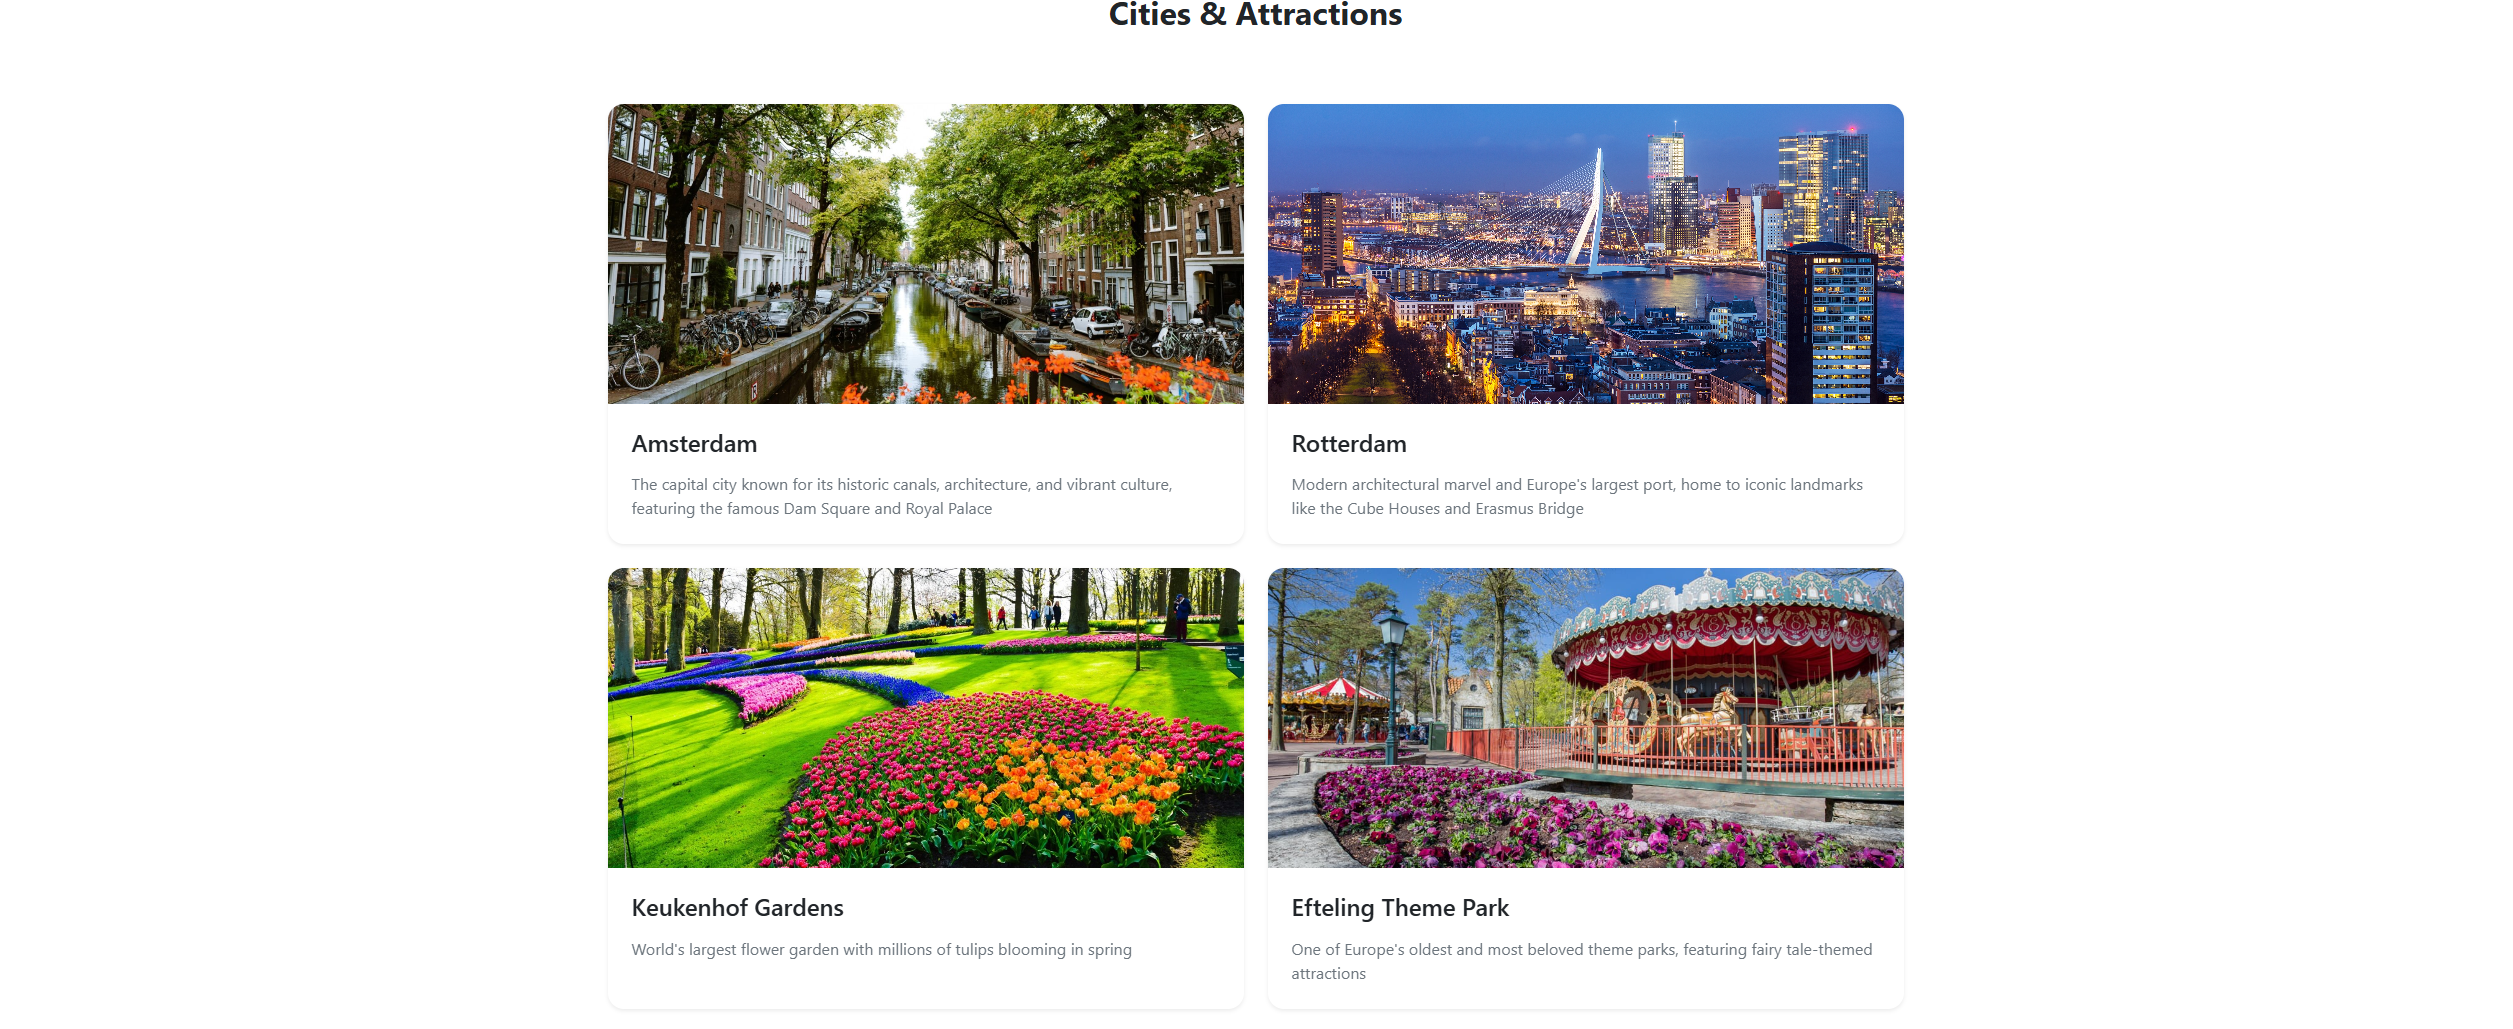 Cities & Attractions
Amsterdam
The capital city known for its historic canals, architecture, and vibrant culture,
featuring the famous Dam Square and Royal Palace
Rotterdam
Modern architectural marvel and Europe's largest port, home to iconic landmarks
like the Cube Houses and Erasmus Bridge
Keukenhof Gardens
World's largest flower garden with millions of tulips blooming in spring
Efteling Theme Park
One of Europe's oldest and most beloved theme parks, featuring fairy tale-themed
attractions